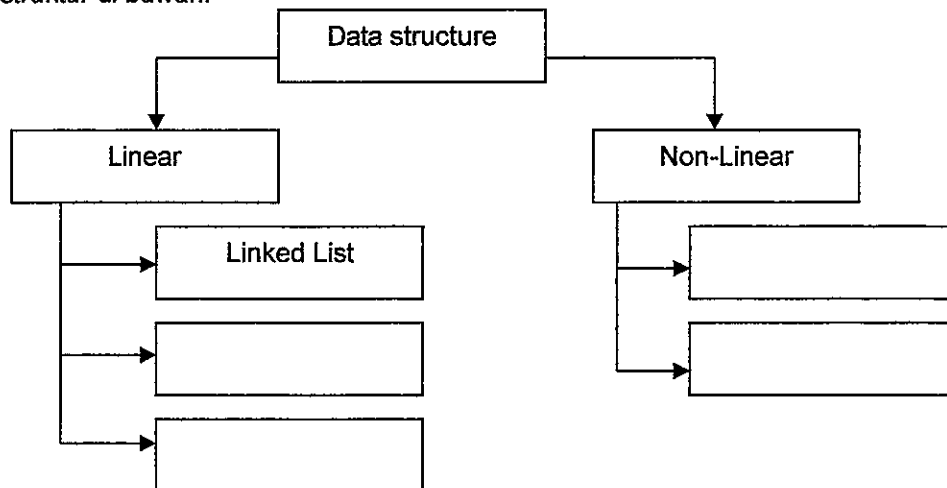 struktur di bawah.
Data structure
Linear
Non-Linear
Linked List